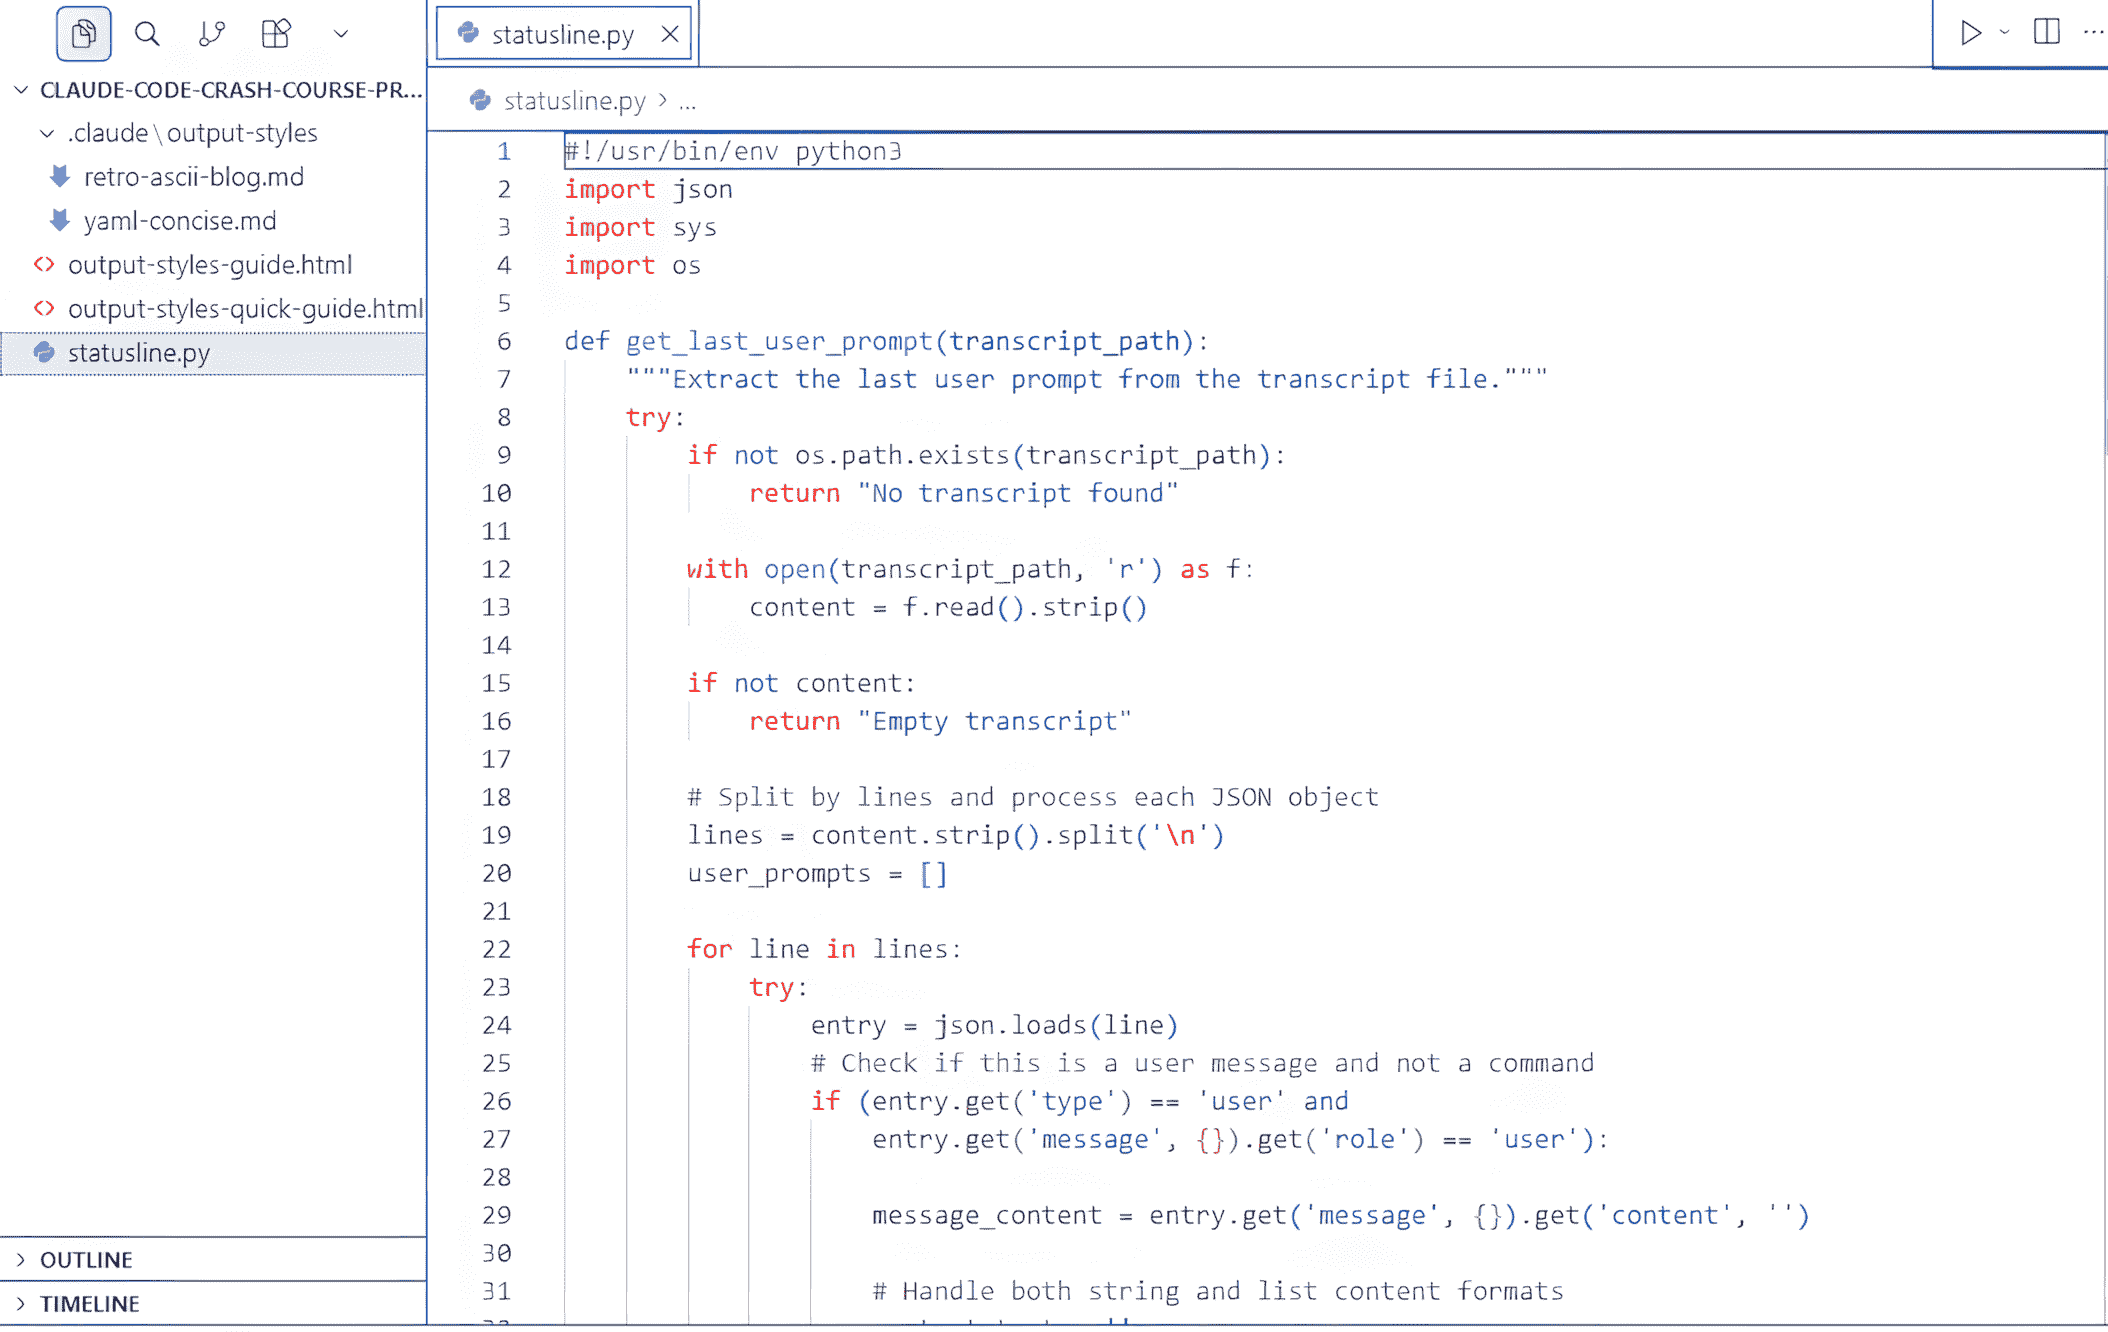 CLAUDE-CODE-CRASH-COURSE-PR...
.claude\output-styles
retro-ascii-blog.md
yaml-concise.md
output-styles-guide.html
output-styles-quick-guide.html
statusline.py
OUTLINE
TIMELINE
statusline.py
statusline.py > ...
1 #!/usr/bin/env python3
2 import json
3 import sys
4 import os
5
6 def get_last_user_prompt(transcript_path):
7     """Extract the last user prompt from the transcript file."""
8     try:
9         if not os.path.exists(transcript_path):
10             return "No transcript found"
11
12         with open(transcript_path, 'r') as f:
13             content = f.read().strip()
14
15         if not content:
16             return "Empty transcript"
17
18         # Split by lines and process each JSON object
19         lines = content.strip().split('\n')
20         user_prompts = []
21
22         for line in lines:
23             try:
24                 entry = json.loads(line)
25                 # Check if this is a user message and not a command
26                 if (entry.get('type') == 'user' and
27                     entry.get('message', {}).get('role') == 'user'):
28
29                     message_content = entry.get('message', {}).get('content', '')
30
31                     # Handle both string and list content formats